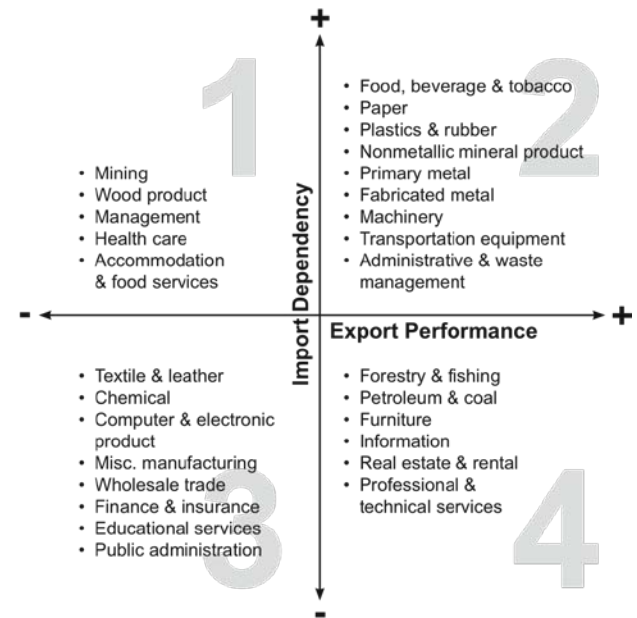 +
1
• Mining
• Wood product
• Management
• Health care
• Accommodation
& food services
2
• Food, beverage & tobacco
• Paper
• Plastics & rubber
• Nonmetallic mineral product
• Primary metal
• Fabricated metal
• Machinery
• Transportation equipment
• Administrative & waste
management
Import Dependency
-
+
Export Performance
3
• Textile & leather
• Chemical
• Computer & electronic
product
• Misc. manufacturing
• Wholesale trade
• Finance & insurance
• Educational services
• Public administration
4
• Forestry & fishing
• Petroleum & coal
• Furniture
• Information
• Real estate & rental
• Professional &
technical services
-